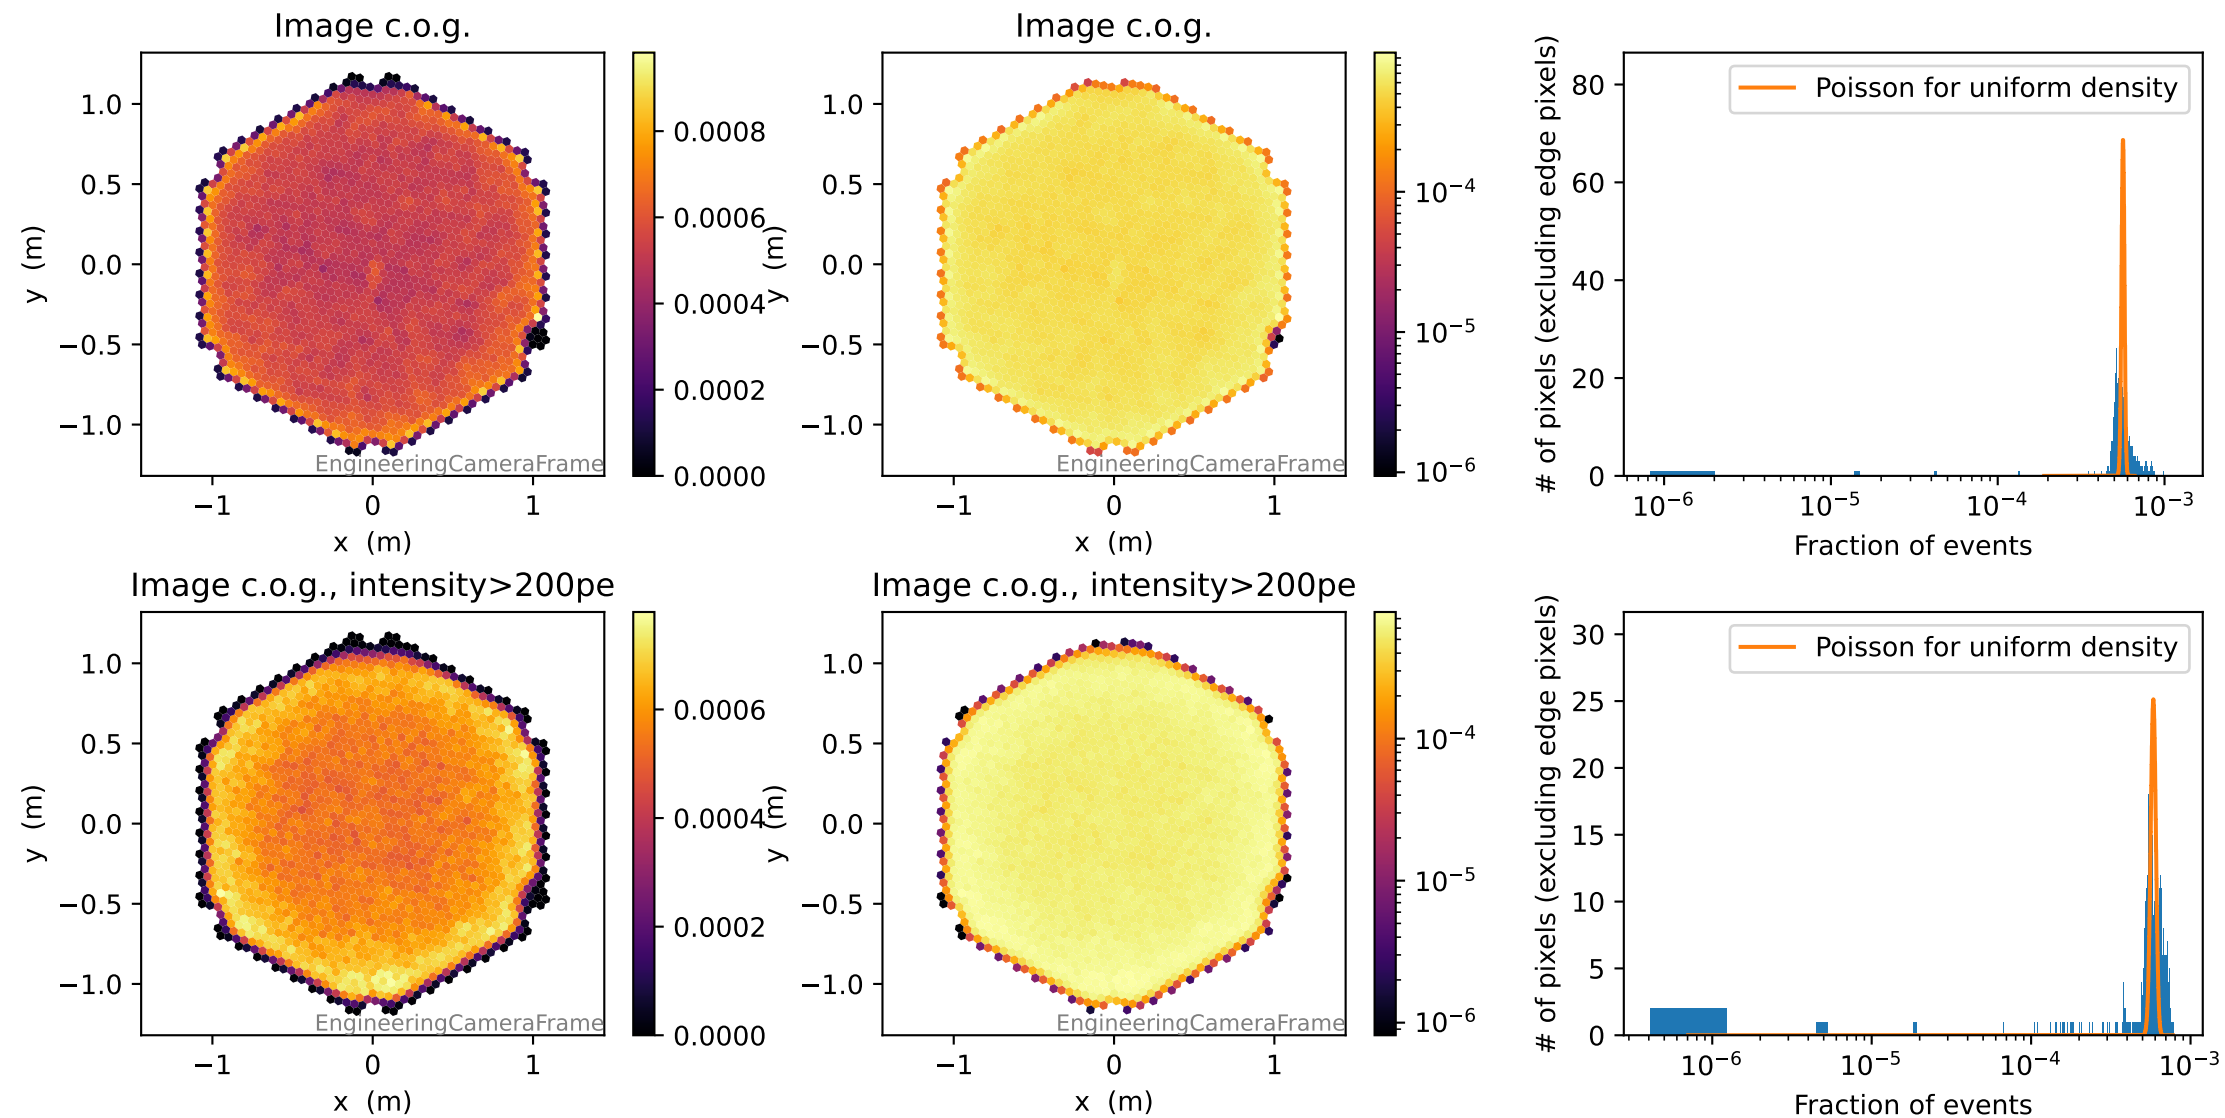 Image c.o.g.
1.0
0.5
0.0
−0.5
−1.0
y (m)
−1 0 1
x (m)
EngineeringCameraFrame
0.0008
0.0006
0.0004
0.0002
0.0000
Image c.o.g.
1.0
0.5
0.0
−0.5
−1.0
y (m)
−1 0 1
x (m)
EngineeringCameraFrame
10⁻⁴
10⁻⁵
10⁻⁶
Poisson for uniform density
80
60
40
20
0
# of pixels (excluding edge pixels)
10⁻⁶ 10⁻⁵ 10⁻⁴ 10⁻³
Fraction of events
Image c.o.g., intensity>200pe
1.0
0.5
0.0
−0.5
−1.0
y (m)
−1 0 1
x (m)
EngineeringCameraFrame
0.0006
0.0004
0.0002
0.0000
Image c.o.g., intensity>200pe
1.0
0.5
0.0
−0.5
−1.0
y (m)
−1 0 1
x (m)
EngineeringCameraFrame
10⁻⁴
10⁻⁵
10⁻⁶
Poisson for uniform density
30
25
20
15
10
5
0
# of pixels (excluding edge pixels)
10⁻⁶ 10⁻⁵ 10⁻⁴ 10⁻³
Fraction of events